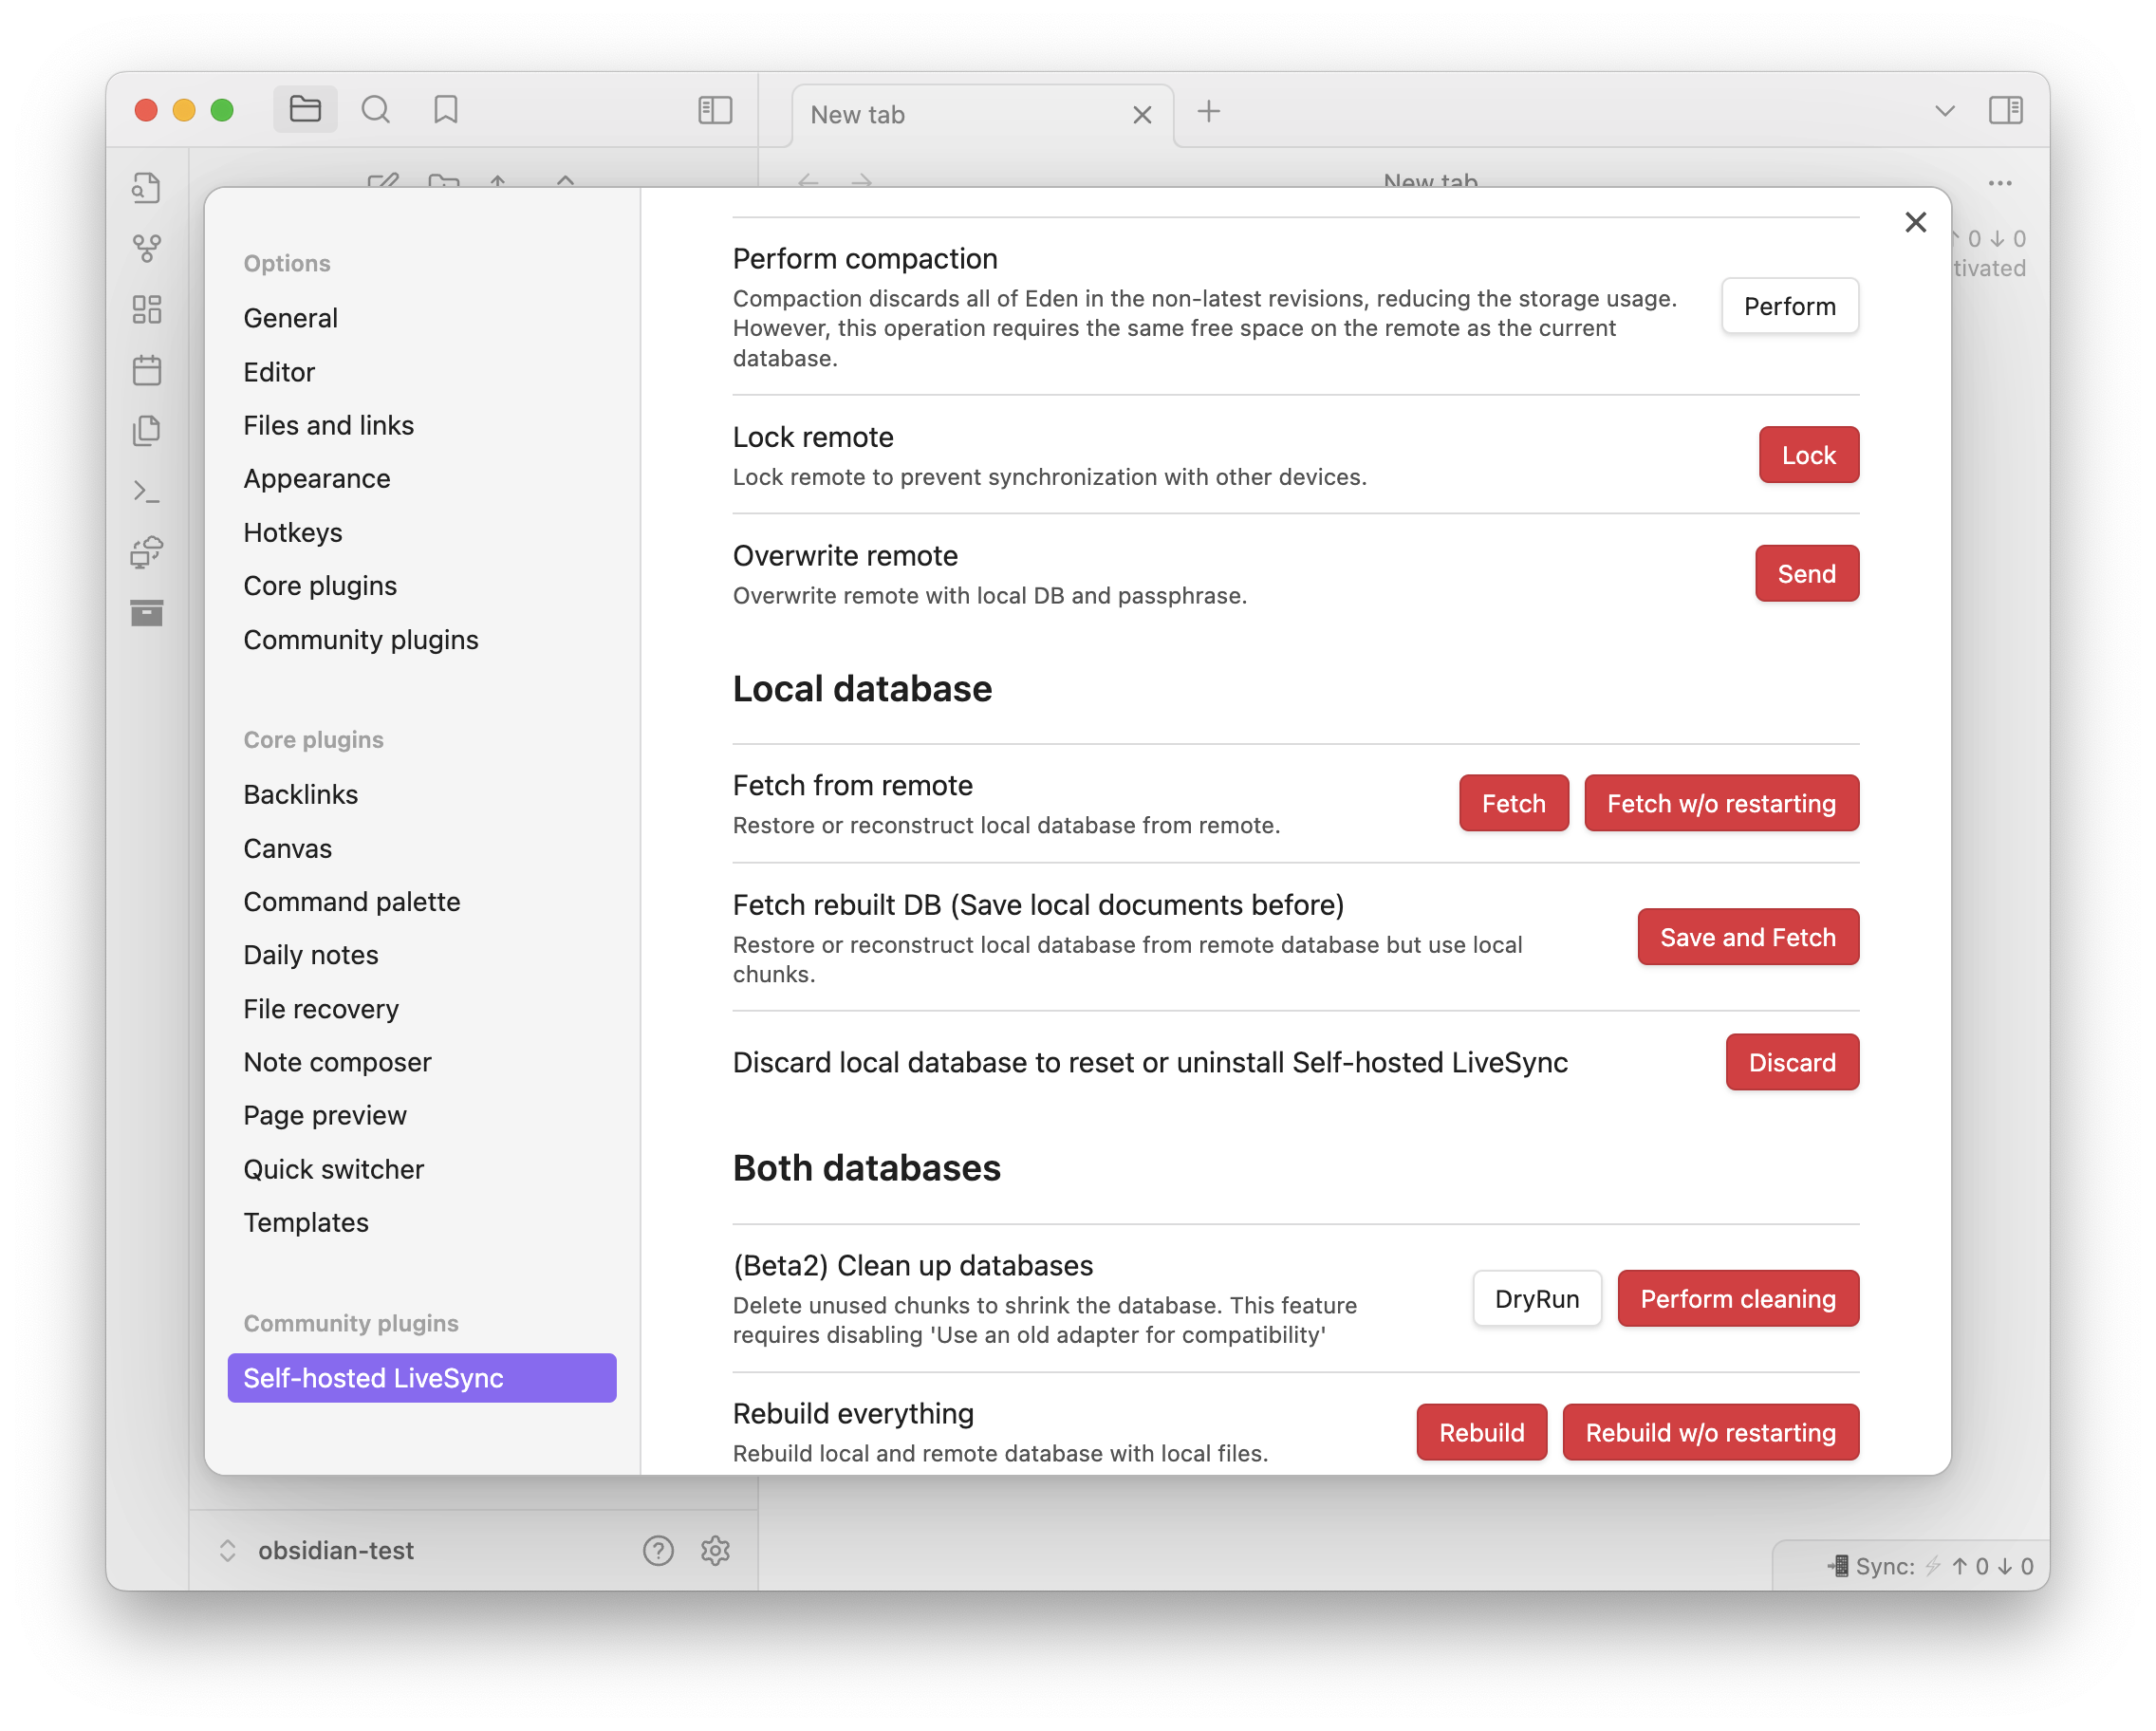 New tab
New tab
↑ 0 ↓ 0
tivated
Options
General
Editor
Files and links
Appearance
Hotkeys
Core plugins
Community plugins
Core plugins
Backlinks
Canvas
Command palette
Daily notes
File recovery
Note composer
Page preview
Quick switcher
Templates
Community plugins
Self-hosted LiveSync
Perform compaction
Compaction discards all of Eden in the non-latest revisions, reducing the storage usage.
However, this operation requires the same free space on the remote as the current
database.
Perform
Lock remote
Lock remote to prevent synchronization with other devices.
Lock
Overwrite remote
Overwrite remote with local DB and passphrase.
Send
Local database
Fetch from remote
Restore or reconstruct local database from remote.
Fetch
Fetch w/o restarting
Fetch rebuilt DB (Save local documents before)
Restore or reconstruct local database from remote database but use local
chunks.
Save and Fetch
Discard local database to reset or uninstall Self-hosted LiveSync
Discard
Both databases
(Beta2) Clean up databases
Delete unused chunks to shrink the database. This feature
requires disabling 'Use an old adapter for compatibility'
DryRun
Perform cleaning
Rebuild everything
Rebuild local and remote database with local files.
Rebuild
Rebuild w/o restarting
obsidian-test
Sync: ⚡ ↑ 0 ↓ 0